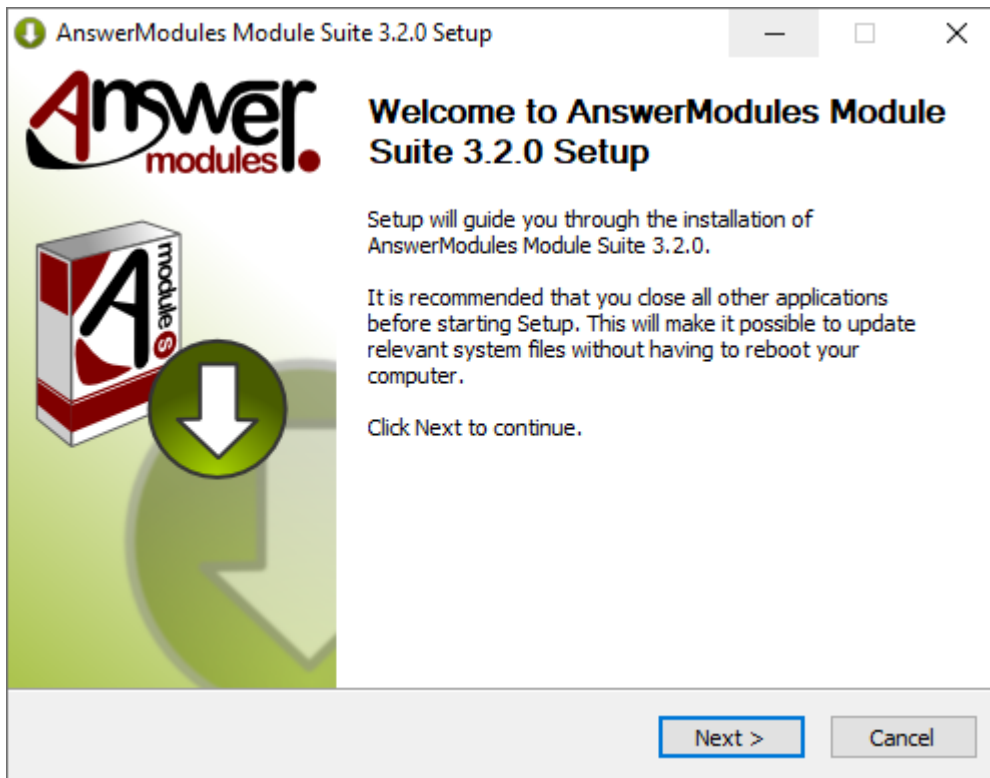 AnswerModules Module Suite 3.2.0 Setup
Answer
modules
Welcome to AnswerModules Module
Suite 3.2.0 Setup
Setup will guide you through the installation of
AnswerModules Module Suite 3.2.0.
It is recommended that you close all other applications
before starting Setup. This will make it possible to update
relevant system files without having to reboot your
computer.
Click Next to continue.
A
modules
Next >
Cancel